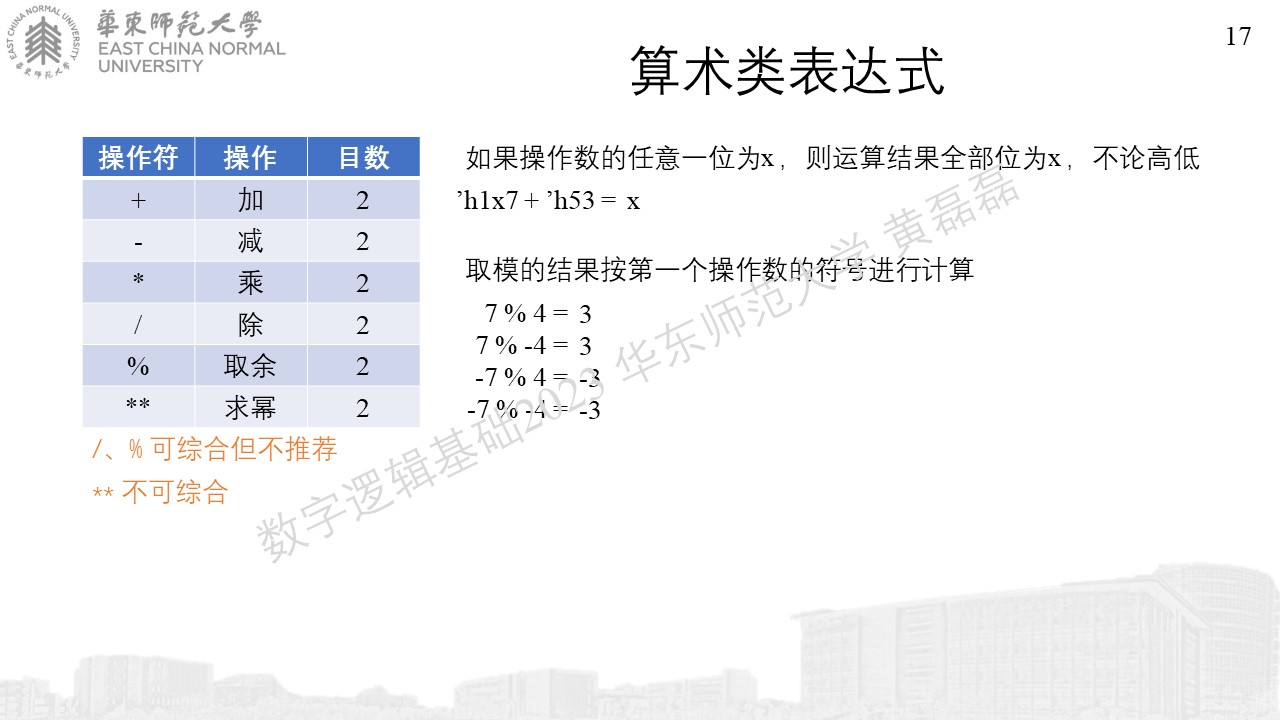 EAST CHINA NORMAL UNIVERSITY
華東師範大學
華東師範大學
EAST CHINA NORMAL
UNIVERSITY
17
算术类表达式
操作符 操作 目数
+ 加 2
- 减 2
* 乘 2
/ 除 2
% 取余 2
** 求幂 2
/、% 可综合但不推荐
** 不可综合
如果操作数的任意一位为x，则运算结果全部位为x，不论高低
’h1x7 + ’h53 = x
取模的结果按第一个操作数的符号进行计算
7 % 4 = 3
7 % -4 = 3
-7 % 4 = -3
-7 % -4 = -3
数字逻辑基础2023 华东师范大学 黄磊磊